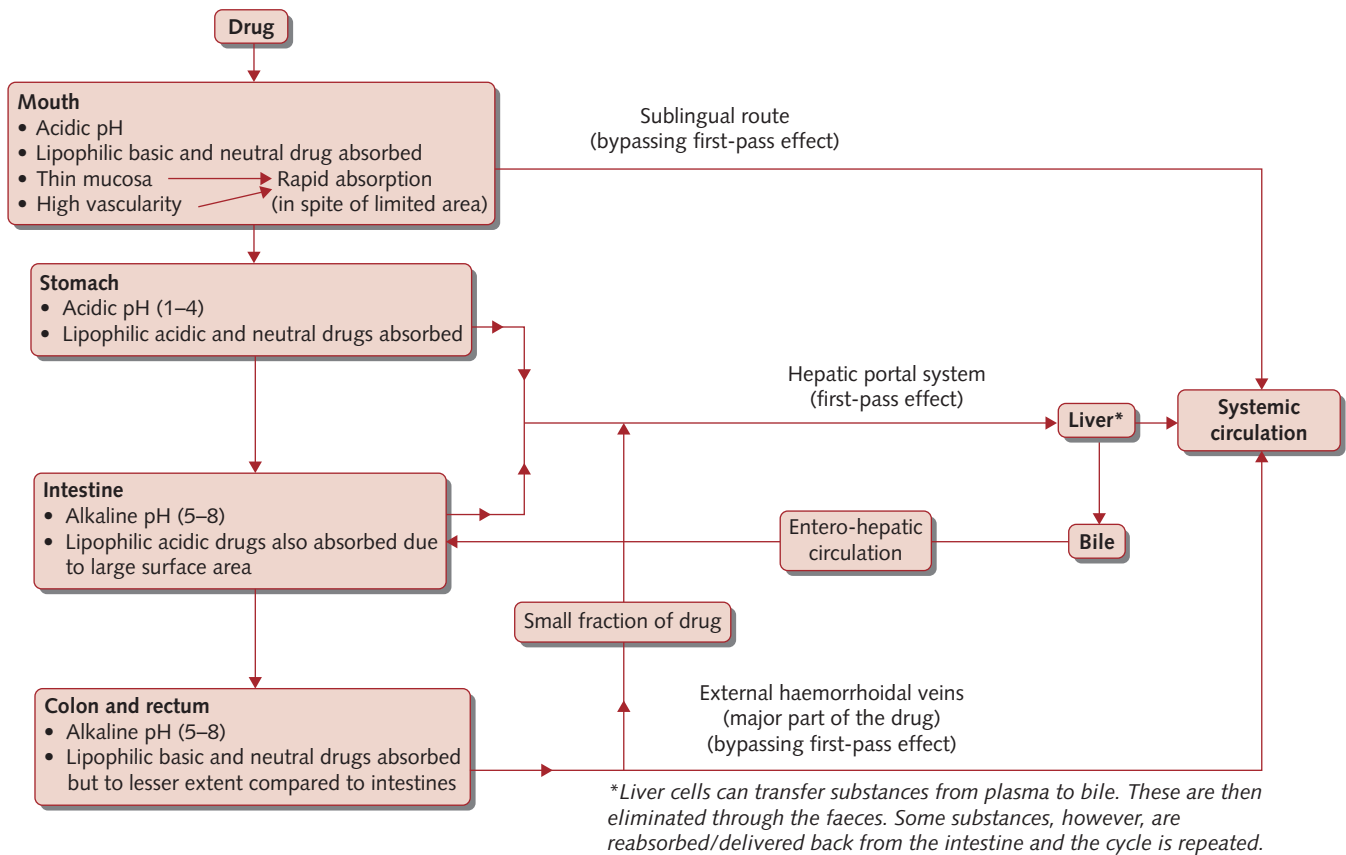 Drug
Mouth
• Acidic pH
• Lipophilic basic and neutral drug absorbed
• Thin mucosa Rapid absorption
• High vascularity (in spite of limited area)
Sublingual route
(bypassing first-pass effect)
Stomach
• Acidic pH (1–4)
• Lipophilic acidic and neutral drugs absorbed
Hepatic portal system
(first-pass effect)
Liver*
Systemic
circulation
Intestine
• Alkaline pH (5–8)
• Lipophilic acidic drugs also absorbed due
to large surface area
Entero-hepatic
circulation
Bile
Small fraction of drug
Colon and rectum
• Alkaline pH (5–8)
• Lipophilic basic and neutral drugs absorbed
but to lesser extent compared to intestines
External haemorrhoidal veins
(major part of the drug)
(bypassing first-pass effect)
*Liver cells can transfer substances from plasma to bile. These are then
eliminated through the faeces. Some substances, however, are
reabsorbed/delivered back from the intestine and the cycle is repeated.